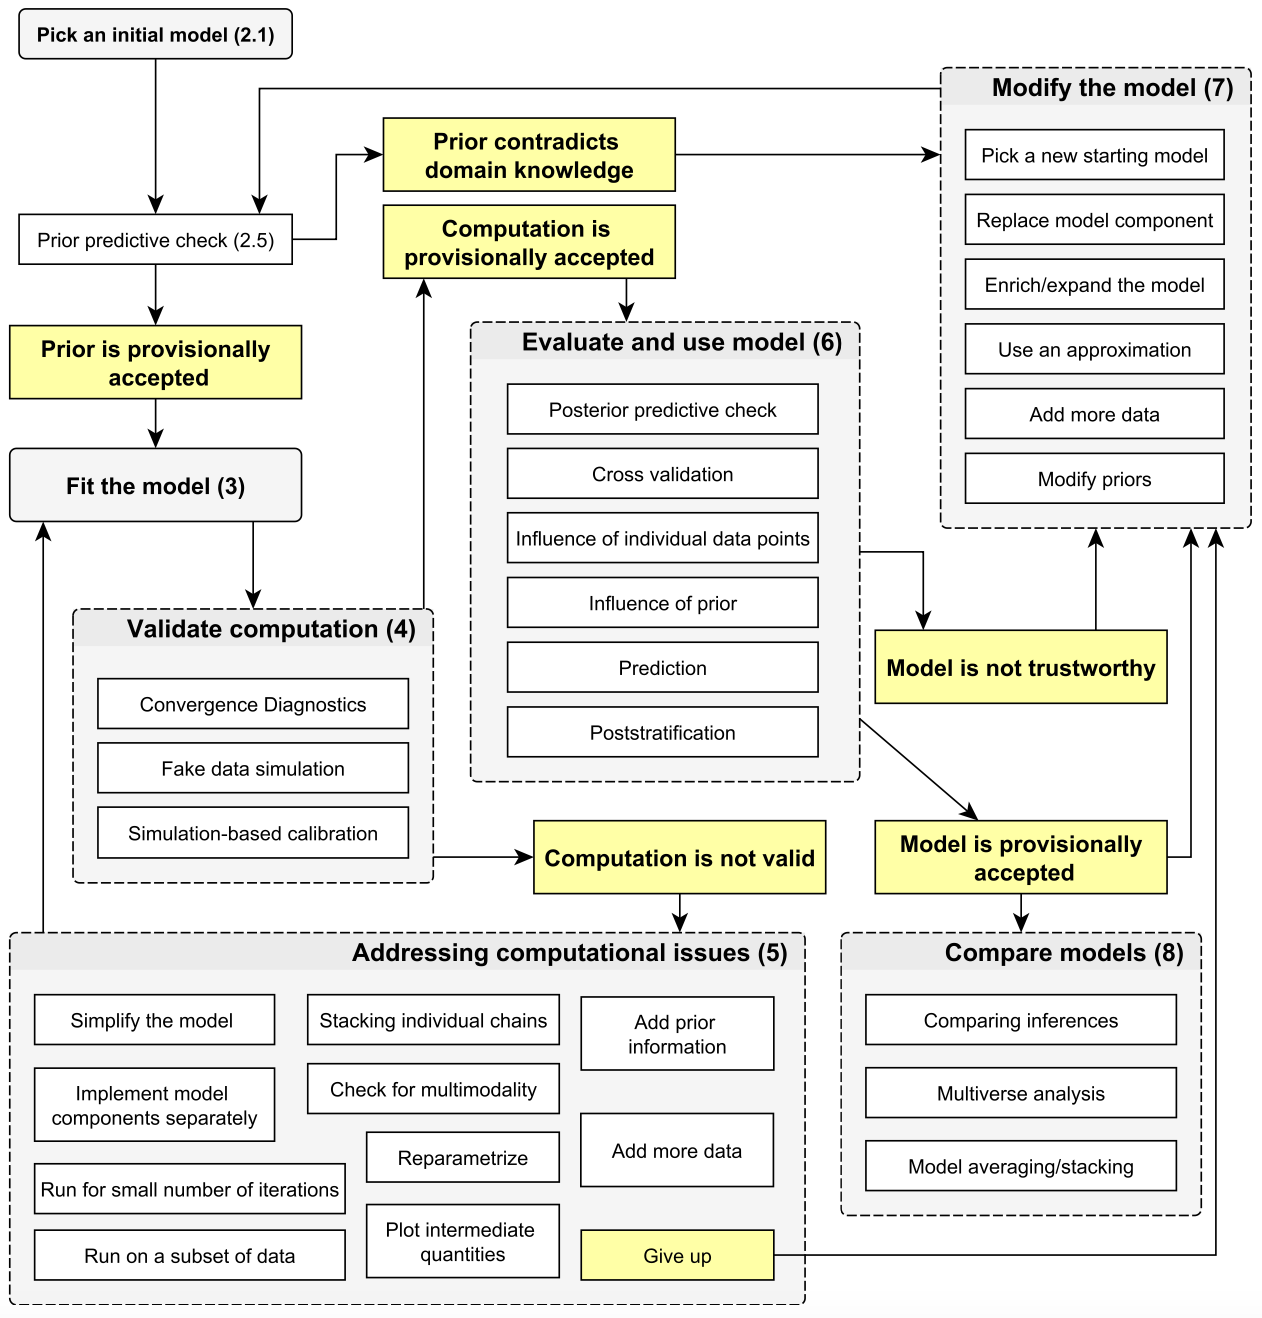 Pick an initial model (2.1)
Prior predictive check (2.5)
Prior is provisionally
accepted
Fit the model (3)
Prior contradicts
domain knowledge
Computation is
provisionally accepted
Validate computation (4)
Convergence Diagnostics
Fake data simulation
Simulation-based calibration
Evaluate and use model (6)
Posterior predictive check
Cross validation
Influence of individual data points
Influence of prior
Prediction
Poststratification
Modify the model (7)
Pick a new starting model
Replace model component
Enrich/expand the model
Use an approximation
Add more data
Modify priors
Model is not trustworthy
Computation is not valid
Model is provisionally
accepted
Addressing computational issues (5)
Simplify the model
Implement model
components separately
Run for small number of iterations
Run on a subset of data
Stacking individual chains
Check for multimodality
Reparametrize
Plot intermediate
quantities
Add prior
information
Add more data
Give up
Compare models (8)
Comparing inferences
Multiverse analysis
Model averaging/stacking